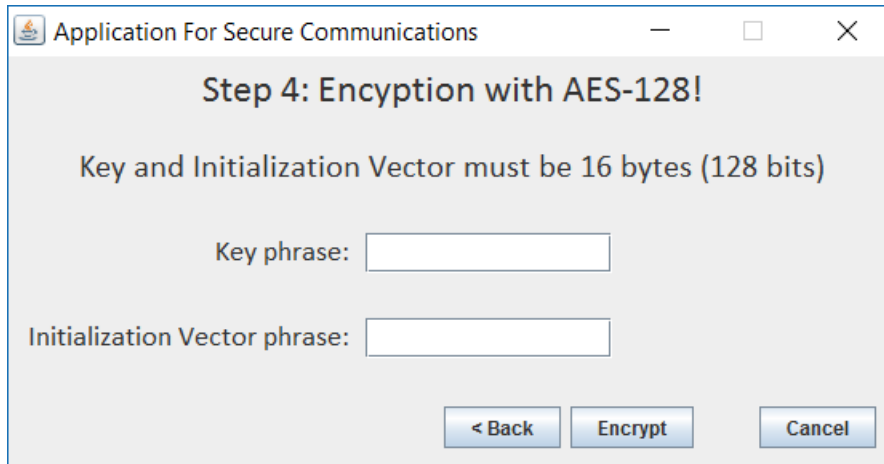 Application For Secure Communications
Step 4: Encyption with AES-128!
Key and Initialization Vector must be 16 bytes (128 bits)
Key phrase:
Initialization Vector phrase:
< Back Encrypt Cancel